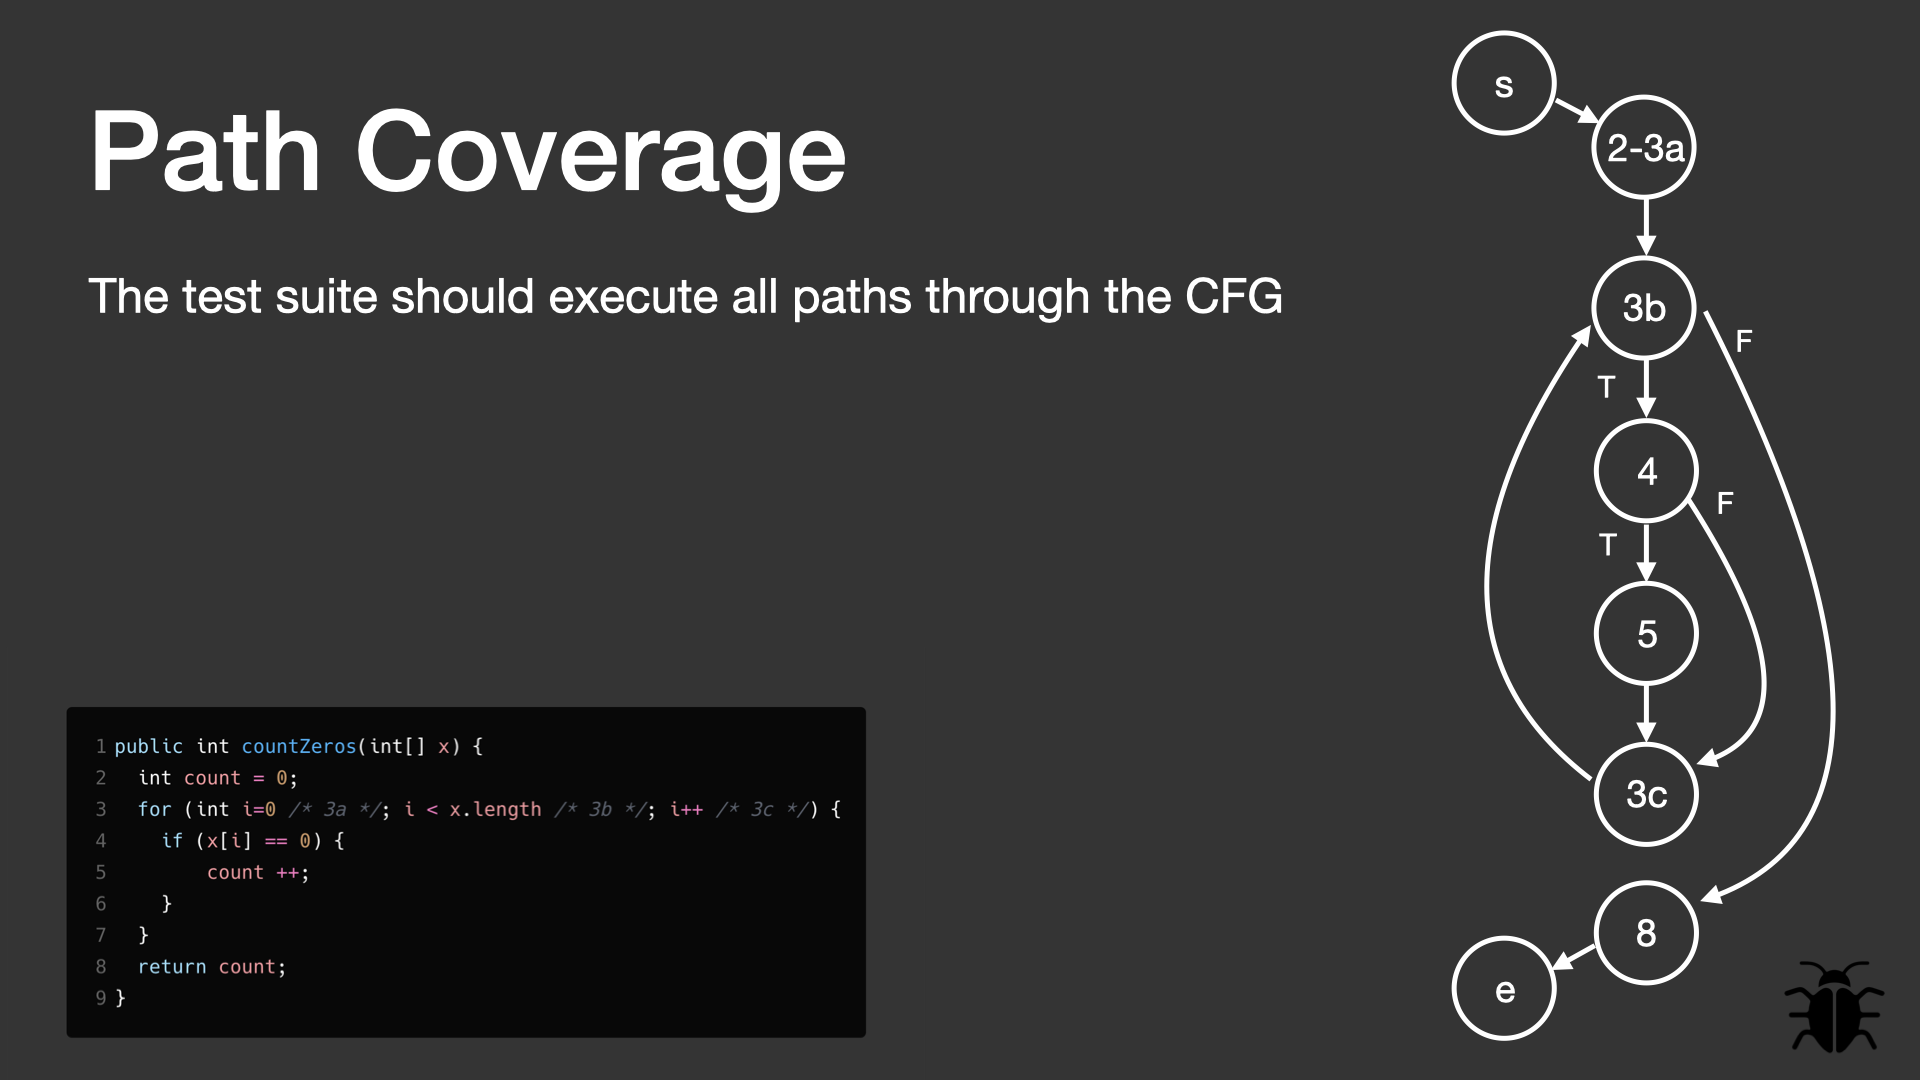 Path Coverage
The test suite should execute all paths through the CFG
1 public int countZeros(int[] x) {
2   int count = 0;
3   for (int i=0 /* 3a */; i < x.length /* 3b */; i++ /* 3c */) {
4     if (x[i] == 0) {
5         count ++;
6     }
7   }
8   return count;
9 }
s
2-3a
3b
F
T
4
F
T
5
3c
8
e